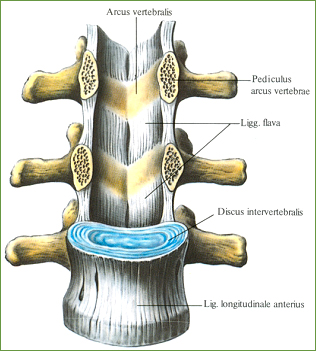 Arcus vertebralis
Pediculus
arcus vertebrae
Ligg. flava
Discus intervertebralis
Lig. longitudinale anterius